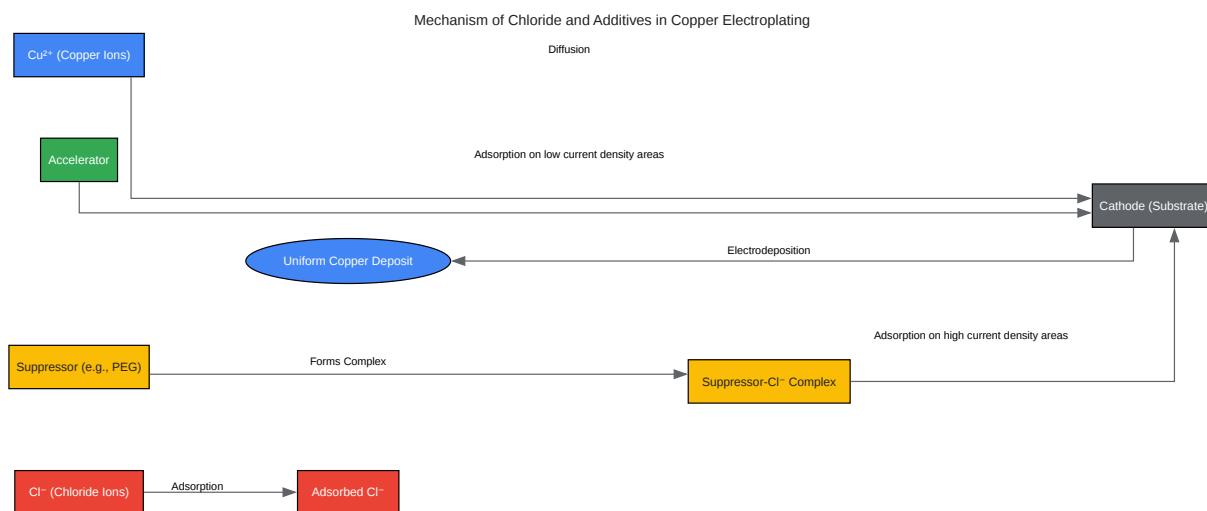 Mechanism of Chloride and Additives in Copper Electroplating
Cu²⁺ (Copper Ions)
Diffusion
Accelerator
Adsorption on low current density areas
Cathode (Substrate)
Uniform Copper Deposit
Electrodeposition
Suppressor (e.g., PEG)
Forms Complex
Suppressor-Cl⁻ Complex
Adsorption on high current density areas
Cl⁻ (Chloride Ions)
Adsorption
Adsorbed Cl⁻